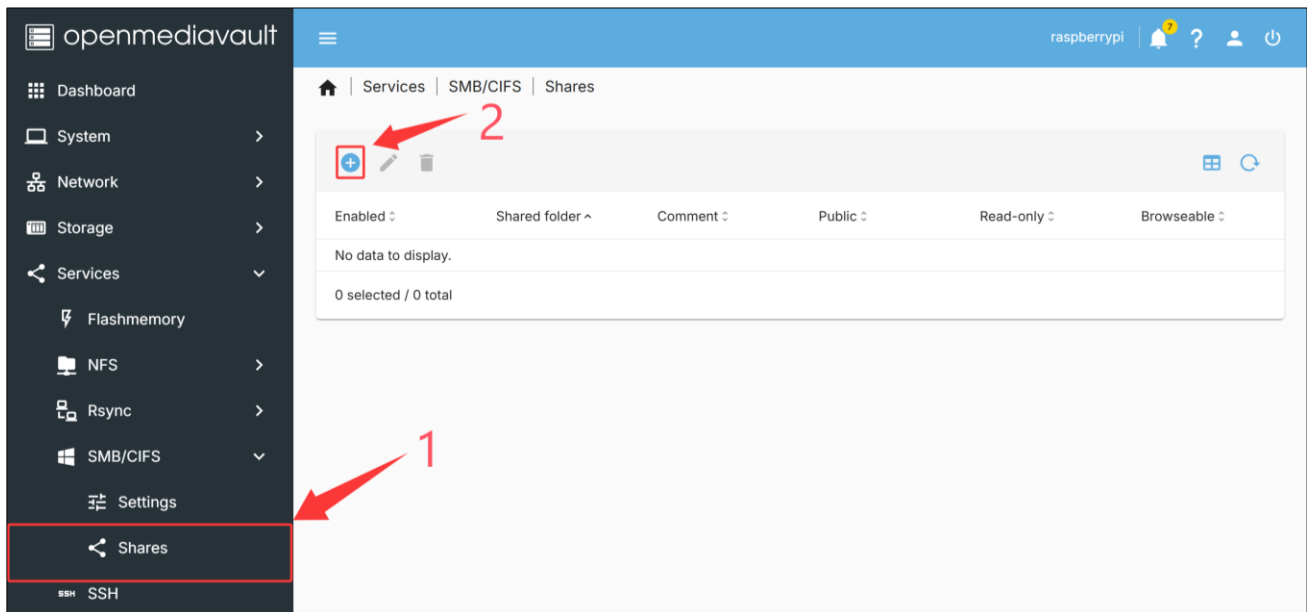 openmediavault
raspberrypi
7
?
Dashboard
System
Network
Storage
Services
Flashmemory
NFS
Rsync
SMB/CIFS
Settings
Shares
SSH SSH
Services | SMB/CIFS | Shares
2
Enabled Shared folder Comment Public Read-only Browseable
No data to display.
0 selected / 0 total
1